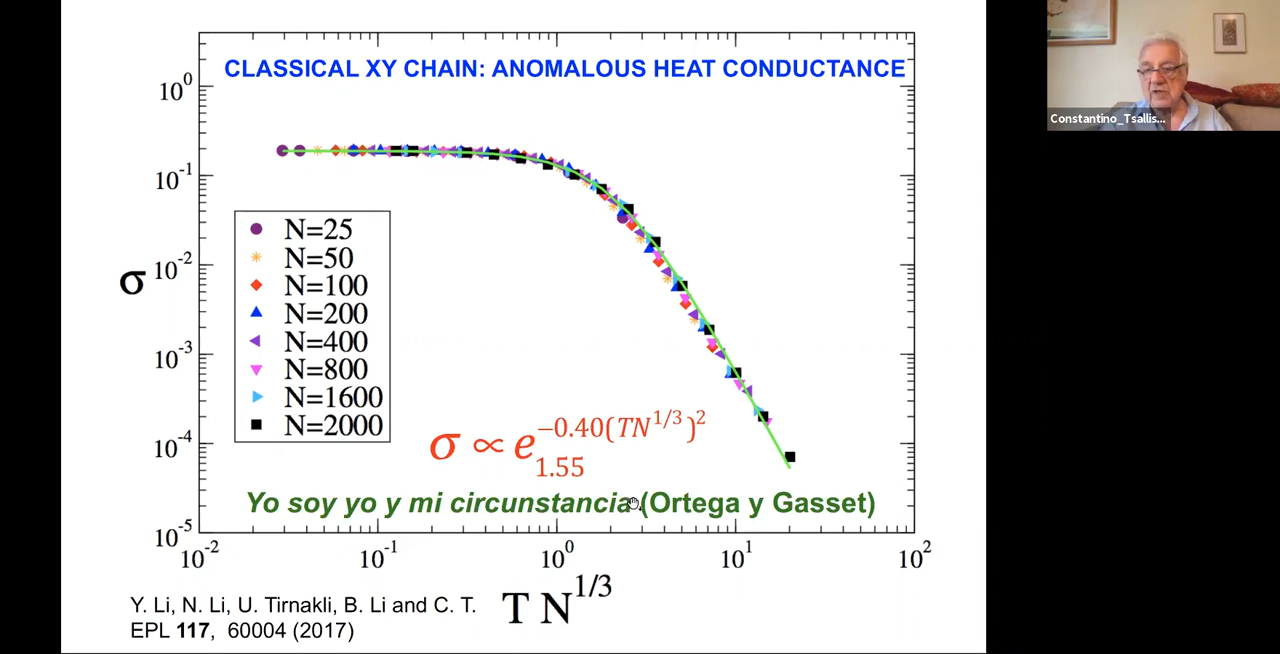 CLASSICAL XY CHAIN: ANOMALOUS HEAT CONDUCTANCE
Constantino_Tsallis...
10^0
10^-1
10^-2
10^-3
10^-4
10^-5
σ
N=25
N=50
N=100
N=200
N=400
N=800
N=1600
N=2000
σ ∝ e_{1.55}^{-0.40(TN^{1/3})^2}
Yo soy yo y mi circunstancia (Ortega y Gasset)
10^-2 10^-1 10^0 10^1 10^2
T N^{1/3}
Y. Li, N. Li, U. Tirnakli, B. Li and C. T.
EPL 117, 60004 (2017)